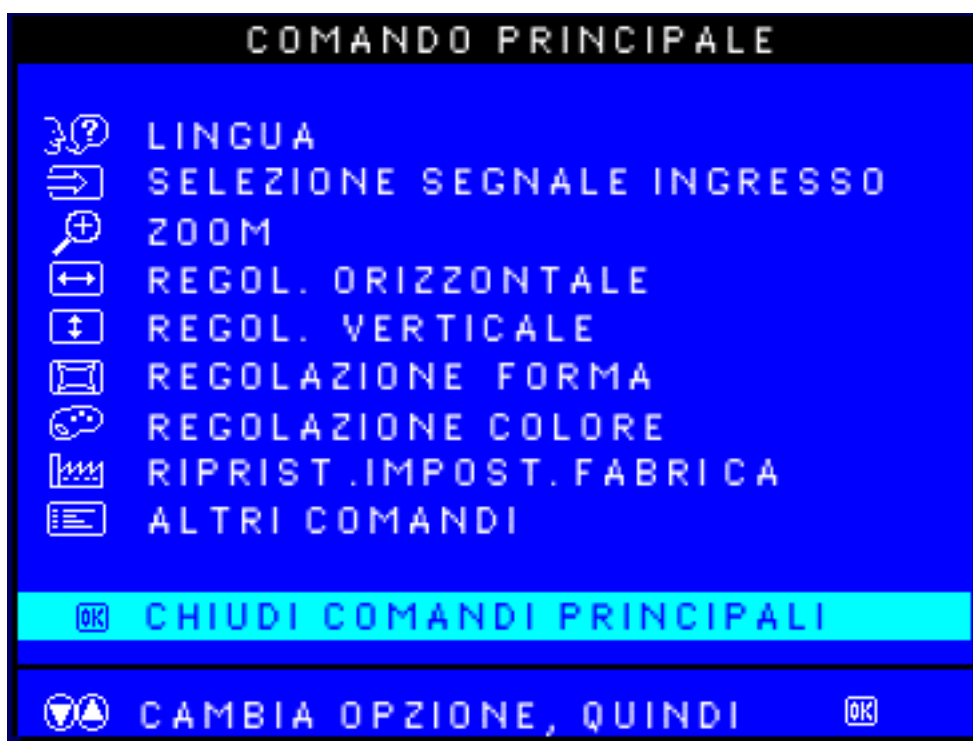 COMANDO PRINCIPALE
LINGUA
SELEZIONE SEGNALE INGRESSO
ZOOM
REGOL. ORIZZONTALE
REGOL. VERTICALE
REGOLAZIONE FORMA
REGOLAZIONE COLORE
RIPRIST.IMPOST.FABRICA
ALTRI COMANDI
OK CHIUDI COMANDI PRINCIPALI
CAMBIA OPZIONE, QUINDI OK